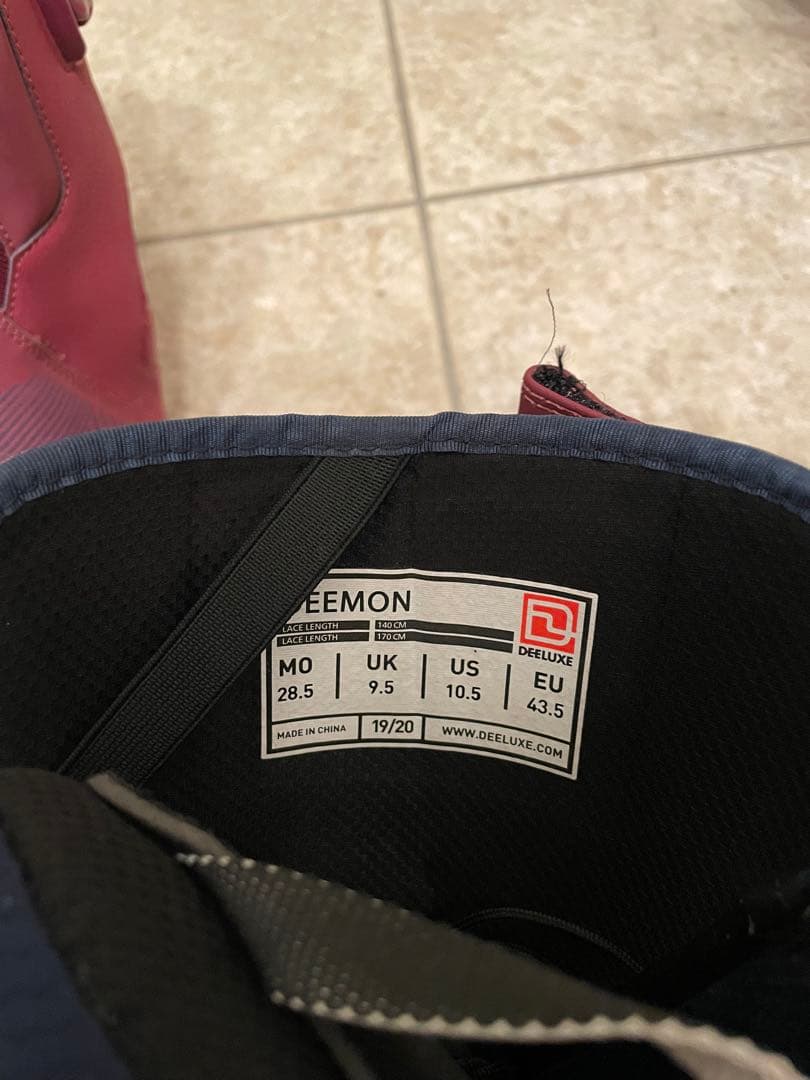 DEEMON
LACE LENGTH 140 CM
LACE LENGTH 170 CM
DEELUXE
MO 28.5 | UK 9.5 | US 10.5 | EU 43.5
MADE IN CHINA 19/20 WWW.DEELUXE.COM